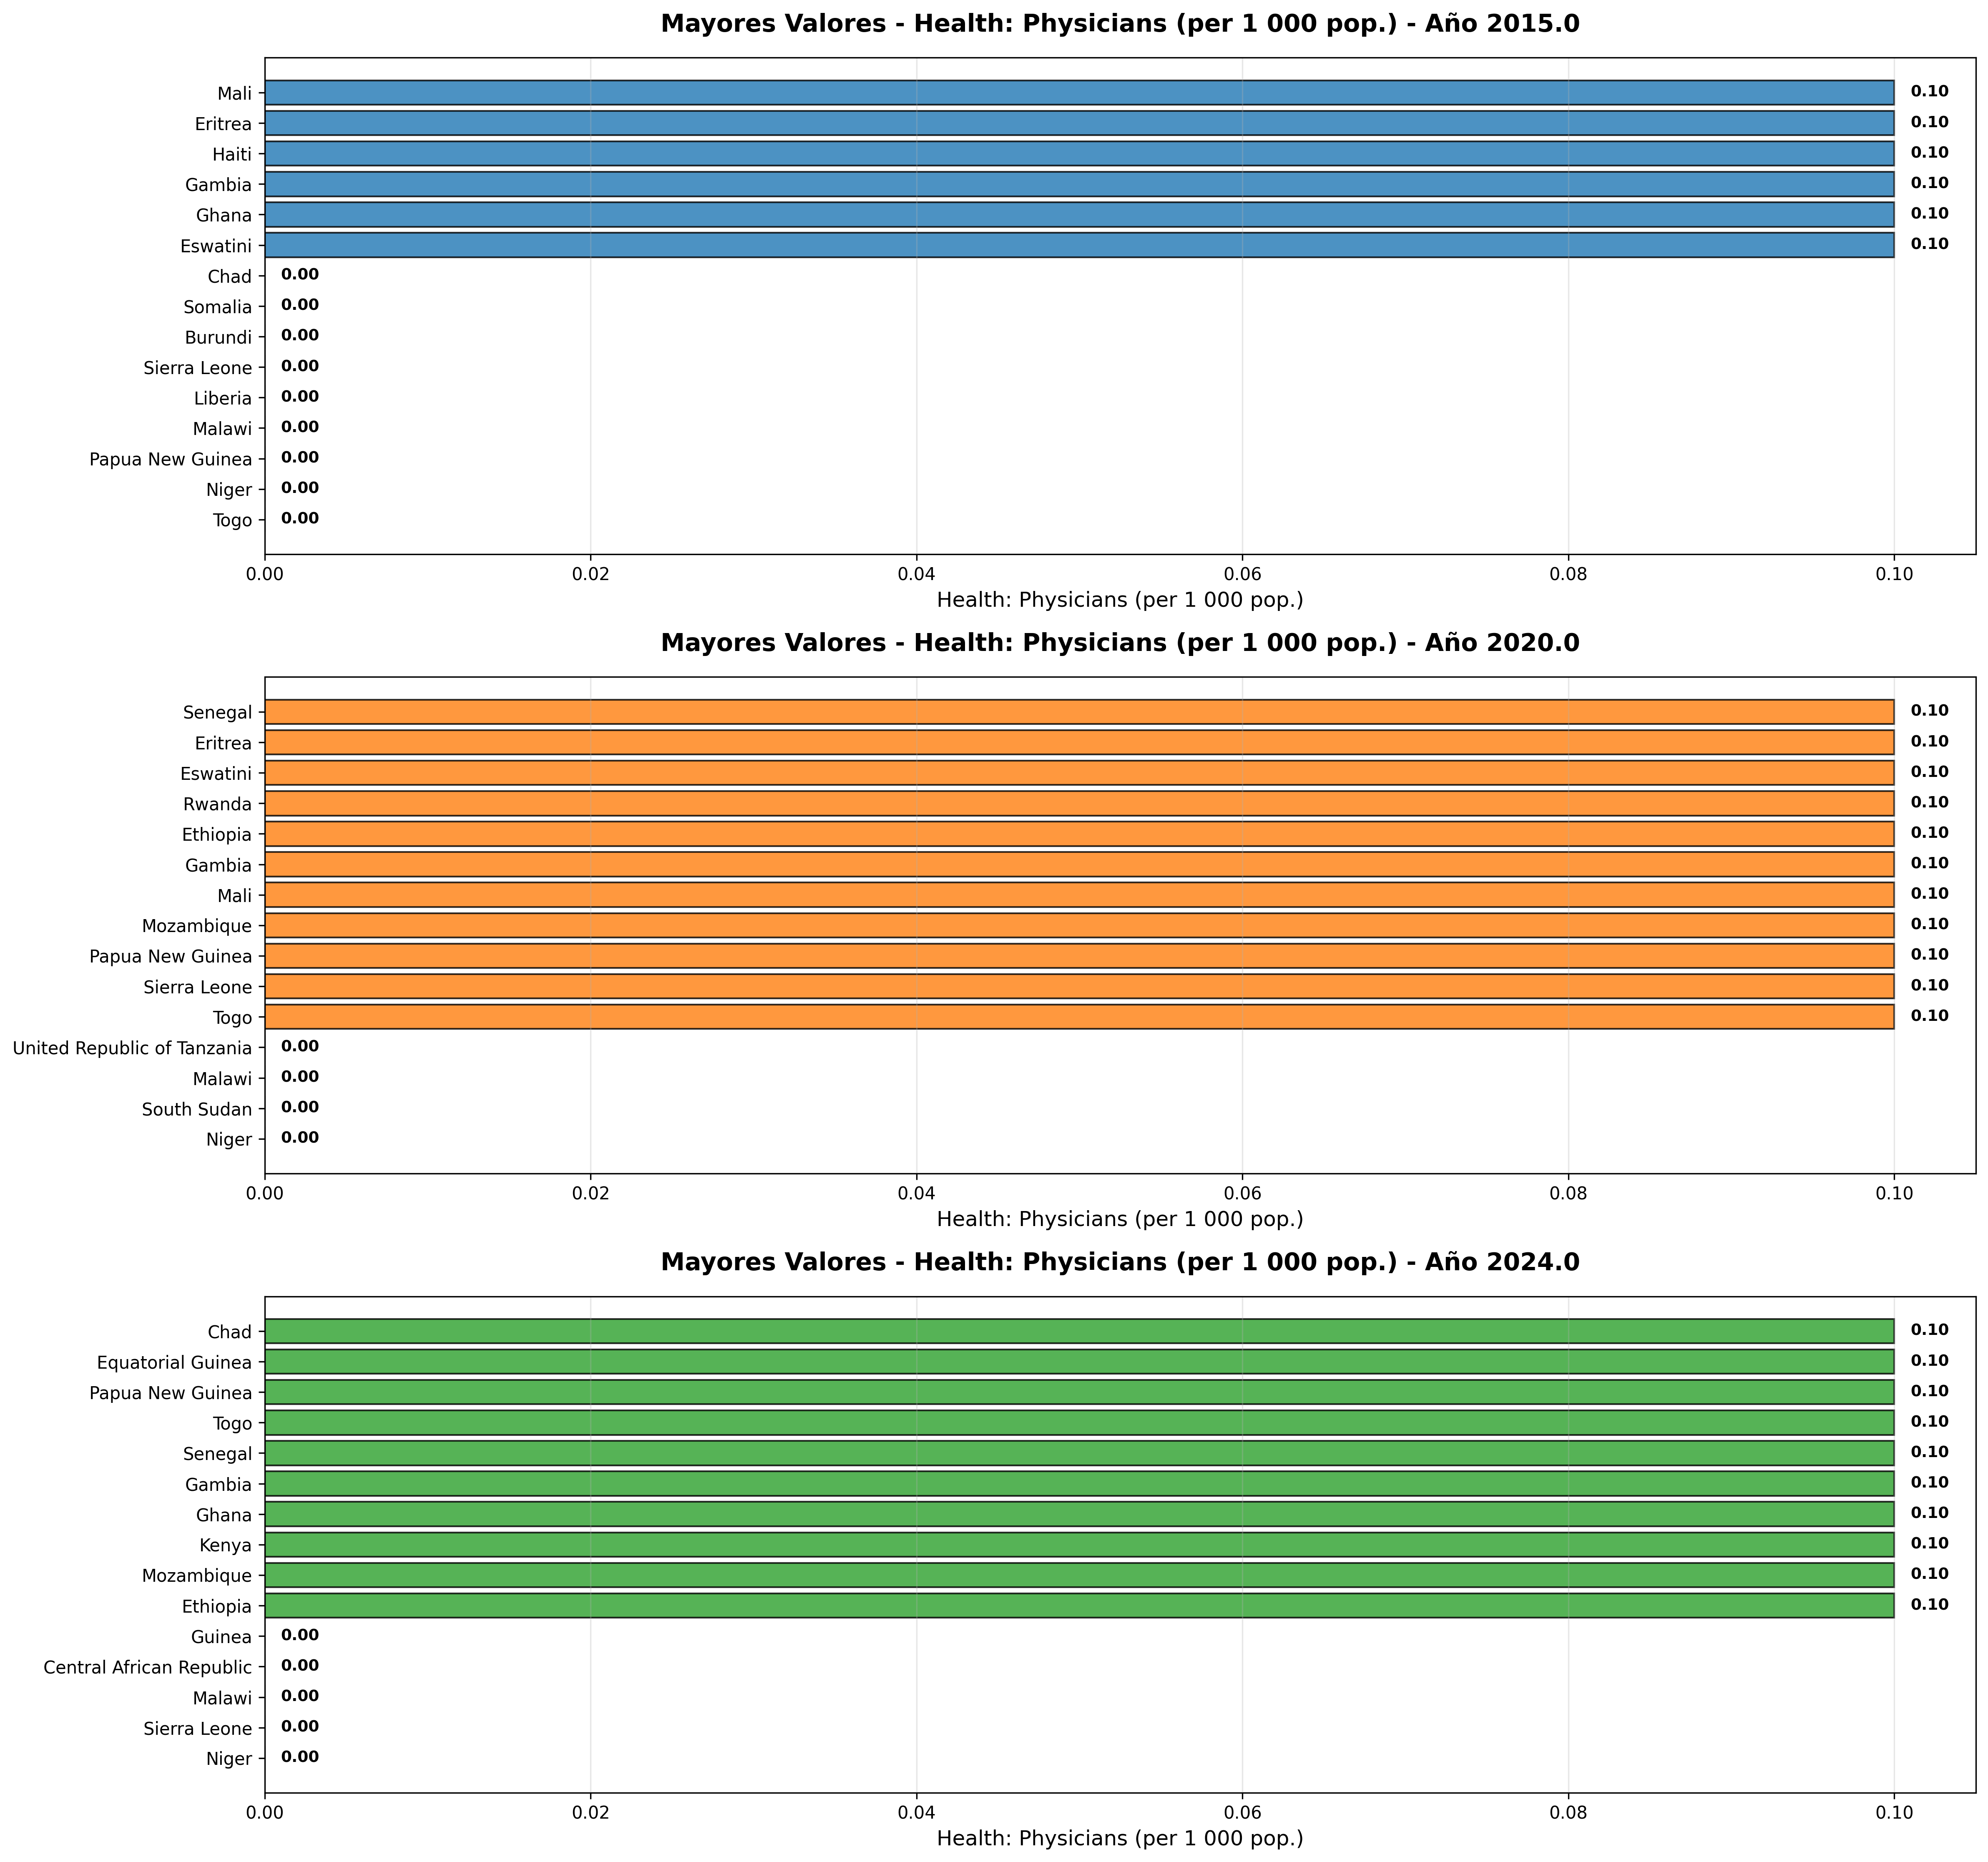 Mayores Valores - Health: Physicians (per 1 000 pop.) - Año 2015.0
Mali 0.10
Eritrea 0.10
Haiti 0.10
Gambia 0.10
Ghana 0.10
Eswatini 0.10
Chad 0.00
Somalia 0.00
Burundi 0.00
Sierra Leone 0.00
Liberia 0.00
Malawi 0.00
Papua New Guinea 0.00
Niger 0.00
Togo 0.00
0.00 0.02 0.04 0.06 0.08 0.10
Health: Physicians (per 1 000 pop.)
Mayores Valores - Health: Physicians (per 1 000 pop.) - Año 2020.0
Senegal 0.10
Eritrea 0.10
Eswatini 0.10
Rwanda 0.10
Ethiopia 0.10
Gambia 0.10
Mali 0.10
Mozambique 0.10
Papua New Guinea 0.10
Sierra Leone 0.10
Togo 0.10
United Republic of Tanzania 0.00
Malawi 0.00
South Sudan 0.00
Niger 0.00
0.00 0.02 0.04 0.06 0.08 0.10
Health: Physicians (per 1 000 pop.)
Mayores Valores - Health: Physicians (per 1 000 pop.) - Año 2024.0
Chad 0.10
Equatorial Guinea 0.10
Papua New Guinea 0.10
Togo 0.10
Senegal 0.10
Gambia 0.10
Ghana 0.10
Kenya 0.10
Mozambique 0.10
Ethiopia 0.10
Guinea 0.00
Central African Republic 0.00
Malawi 0.00
Sierra Leone 0.00
Niger 0.00
0.00 0.02 0.04 0.06 0.08 0.10
Health: Physicians (per 1 000 pop.)